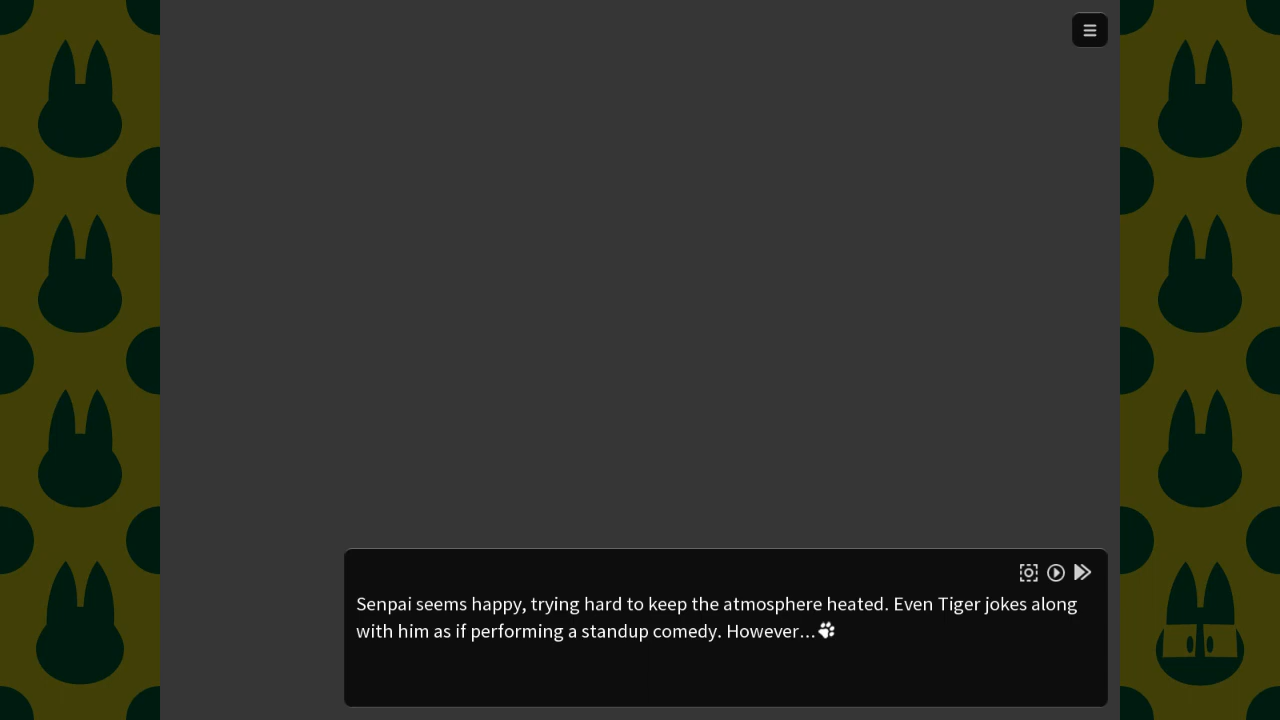 Senpai seems happy, trying hard to keep the atmosphere heated. Even Tiger jokes along
with him as if performing a standup comedy. However...